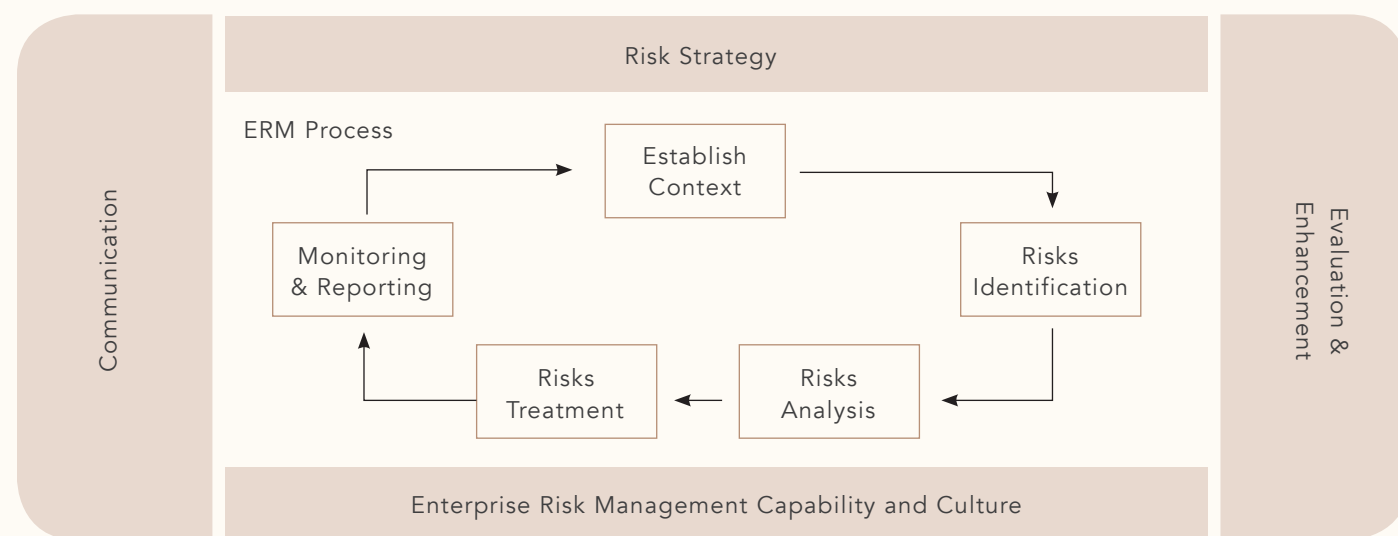 Risk Strategy
ERM Process
Establish
Context
Communication
Monitoring
& Reporting
Risks
Identification
Evaluation &
Enhancement
Risks
Treatment
Risks
Analysis
Enterprise Risk Management Capability and Culture